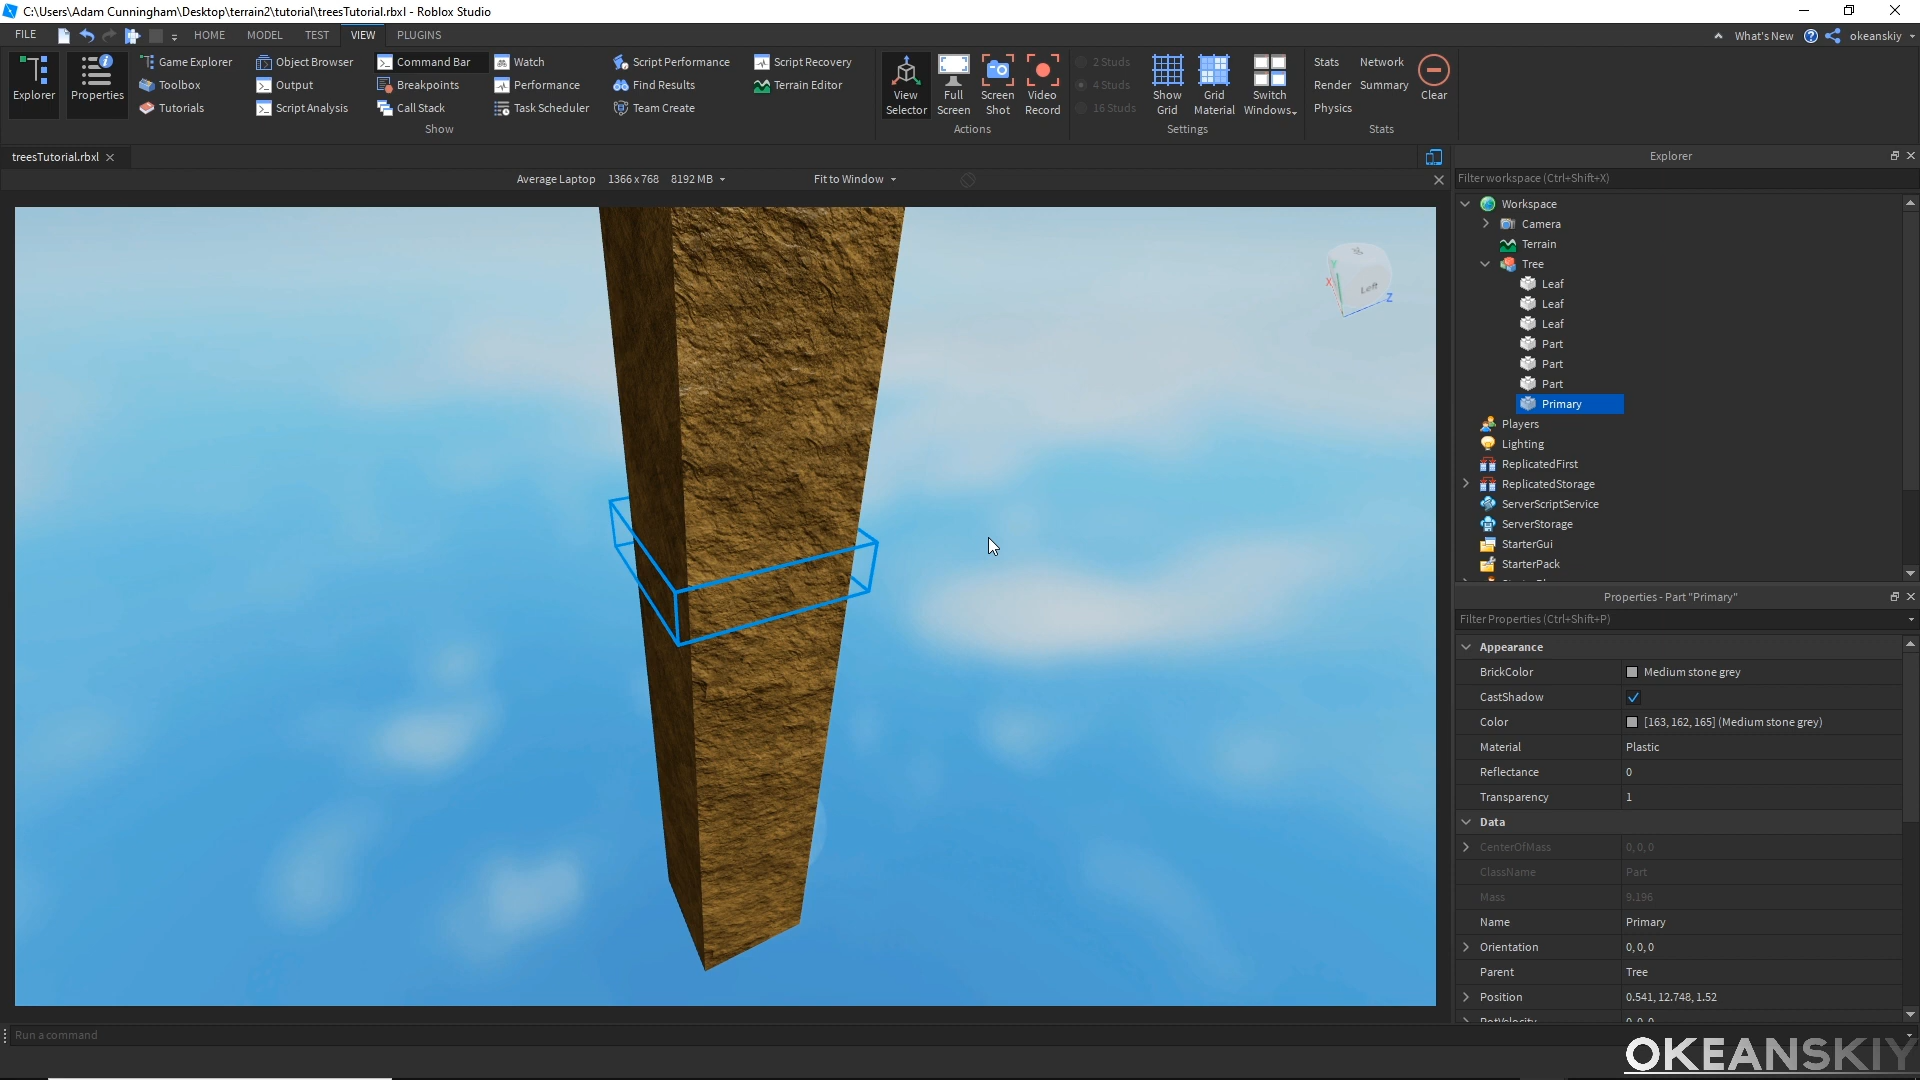 C:\Users\Adam Cunningham\Desktop\terrain2\tutorial\treesTutorial.rbxl - Roblox Studio
FILE HOME MODEL TEST VIEW PLUGINS What's New okeanskiy
Explorer
Properties
Game Explorer
Toolbox
Tutorials
Object Browser
Output
Script Analysis
Command Bar
Breakpoints
Call Stack
Watch
Performance
Task Scheduler
Script Performance
Find Results
Team Create
Script Recovery
Terrain Editor
Show
View Selector
Full Screen
Screen Shot
Video Record
Actions
2 Studs
4 Studs
16 Studs
Show Grid
Grid Material
Switch Windows
Settings
Stats Network
Render Summary
Physics
Clear
Stats
treesTutorial.rbxl
Average Laptop 1366 x 768 8192 MB Fit to Window
Y
X
Left
Z
Explorer
Filter workspace (Ctrl+Shift+X)
Workspace
Camera
Terrain
Tree
Leaf
Leaf
Leaf
Part
Part
Part
Primary
Players
Lighting
ReplicatedFirst
ReplicatedStorage
ServerScriptService
ServerStorage
StarterGui
StarterPack
Properties - Part "Primary"
Filter Properties (Ctrl+Shift+P)
Appearance
BrickColor Medium stone grey
CastShadow
Color [163, 162, 165] (Medium stone grey)
Material Plastic
Reflectance 0
Transparency 1
Data
CenterOfMass 0, 0, 0
ClassName Part
Mass 9.196
Name Primary
Orientation 0, 0, 0
Parent Tree
Position 0.541, 12.748, 1.52
RotVelocity 0, 0, 0
Run a command
OKEANSKIY